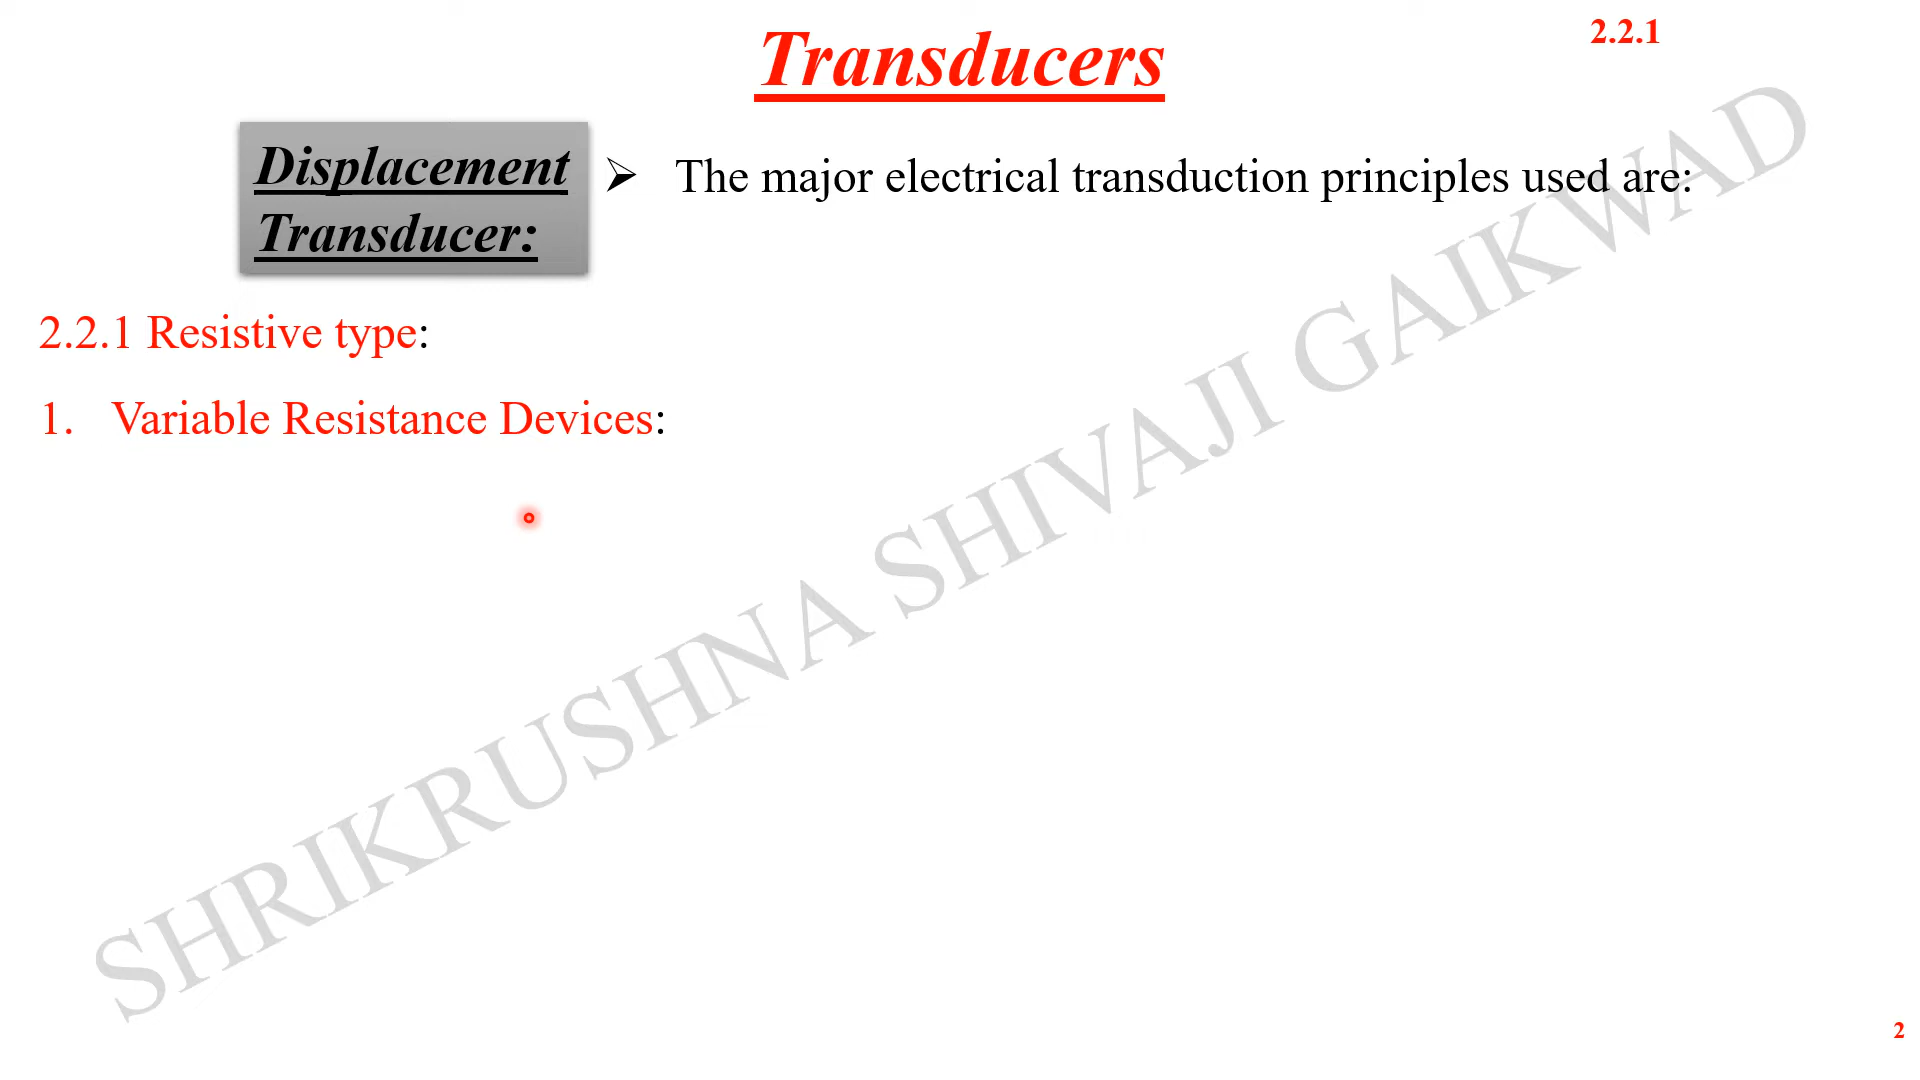 Transducers
2.2.1
Displacement
Transducer:
➢ The major electrical transduction principles used are:
2.2.1 Resistive type:
1. Variable Resistance Devices:
SHRIKRUSHNA SHIVAJI GAIKWAD
2